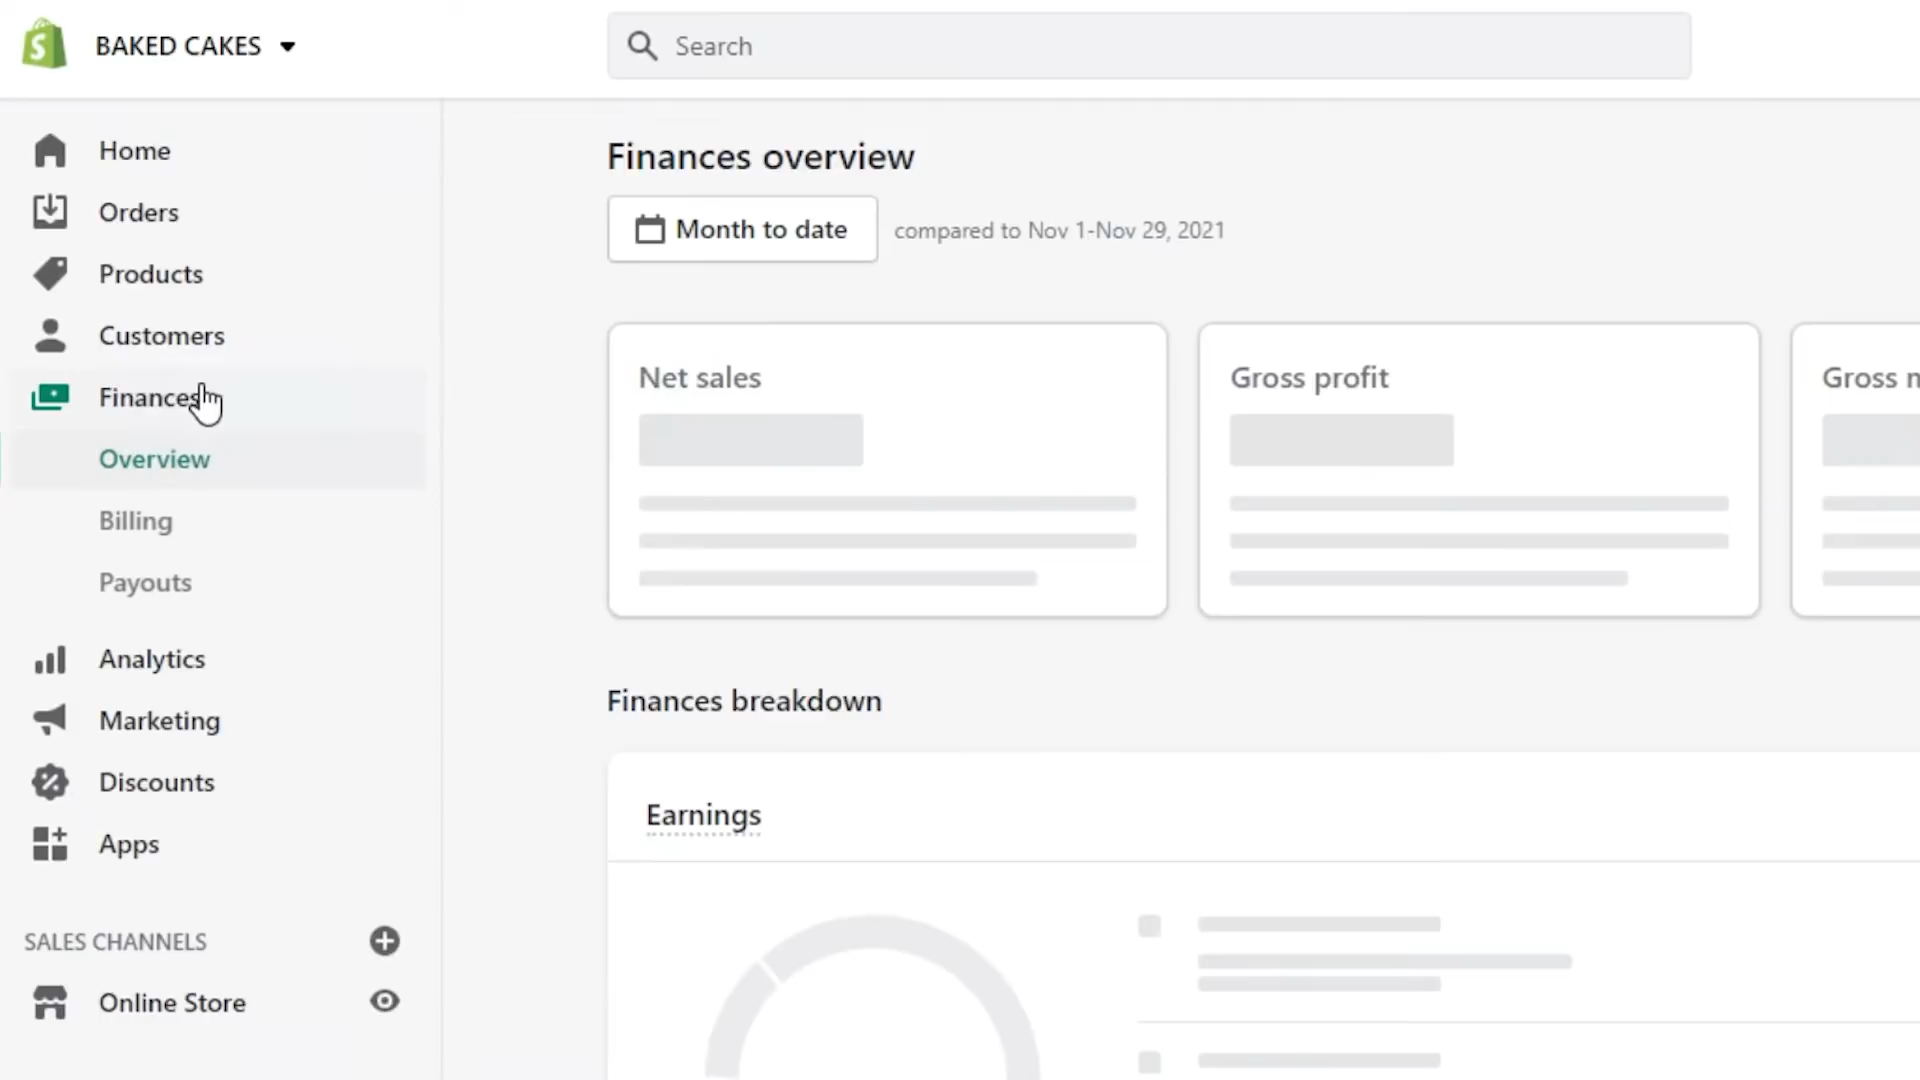 BAKED CAKES
Search
Home
Orders
Products
Customers
Finances
Overview
Billing
Payouts
Analytics
Marketing
Discounts
Apps
SALES CHANNELS
Online Store
Finances overview
Month to date
compared to Nov 1-Nov 29, 2021
Net sales
Gross profit
Gross
Finances breakdown
Earnings